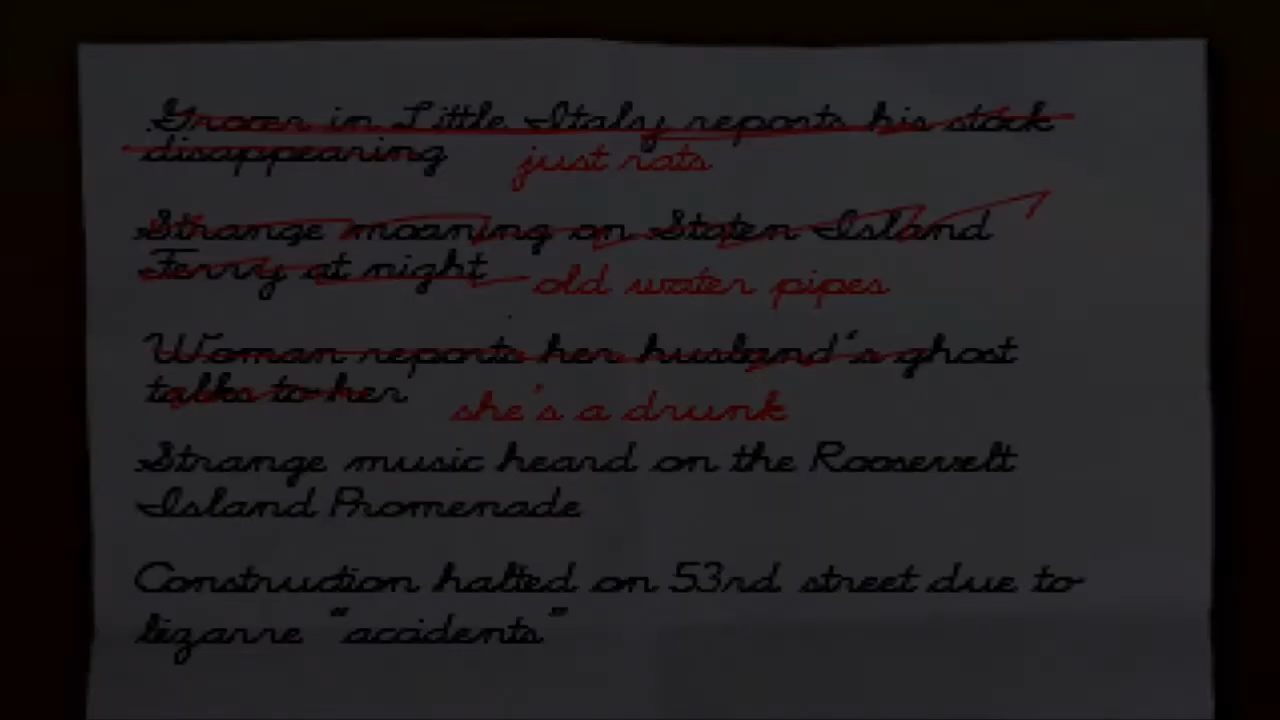 Grocer in Little Italy reports his stock
disappearing just rats
Strange moaning on Staten Island
Ferry at night old water pipes
Woman reports her husband's ghost
talks to her she's a drunk
Strange music heard on the Roosevelt
Island Promenade
Construction halted on 53rd street due to
bizarre "accidents"